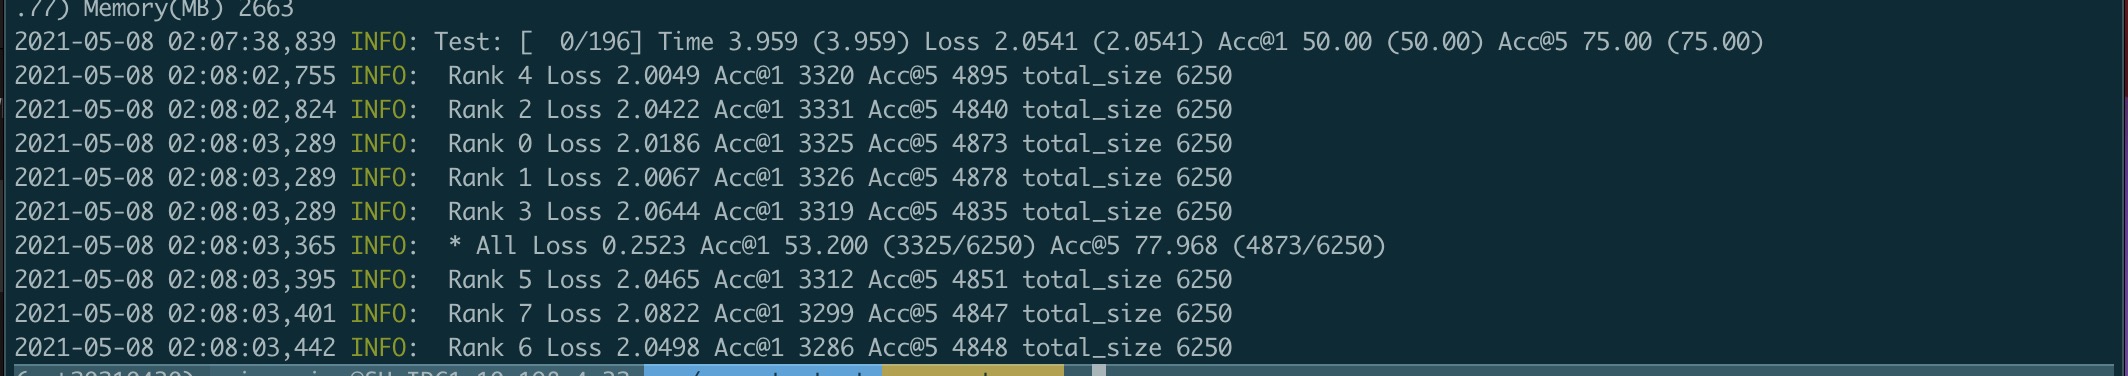 .77) Memory(MB) 2663
2021-05-08 02:07:38,839 INFO: Test: [  0/196] Time 3.959 (3.959) Loss 2.0541 (2.0541) Acc@1 50.00 (50.00) Acc@5 75.00 (75.00)
2021-05-08 02:08:02,755 INFO:  Rank 4 Loss 2.0049 Acc@1 3320 Acc@5 4895 total_size 6250
2021-05-08 02:08:02,824 INFO:  Rank 2 Loss 2.0422 Acc@1 3331 Acc@5 4840 total_size 6250
2021-05-08 02:08:03,289 INFO:  Rank 0 Loss 2.0186 Acc@1 3325 Acc@5 4873 total_size 6250
2021-05-08 02:08:03,289 INFO:  Rank 1 Loss 2.0067 Acc@1 3326 Acc@5 4878 total_size 6250
2021-05-08 02:08:03,289 INFO:  Rank 3 Loss 2.0644 Acc@1 3319 Acc@5 4835 total_size 6250
2021-05-08 02:08:03,365 INFO:  * All Loss 0.2523 Acc@1 53.200 (3325/6250) Acc@5 77.968 (4873/6250)
2021-05-08 02:08:03,395 INFO:  Rank 5 Loss 2.0465 Acc@1 3312 Acc@5 4851 total_size 6250
2021-05-08 02:08:03,401 INFO:  Rank 7 Loss 2.0822 Acc@1 3299 Acc@5 4847 total_size 6250
2021-05-08 02:08:03,442 INFO:  Rank 6 Loss 2.0498 Acc@1 3286 Acc@5 4848 total_size 6250